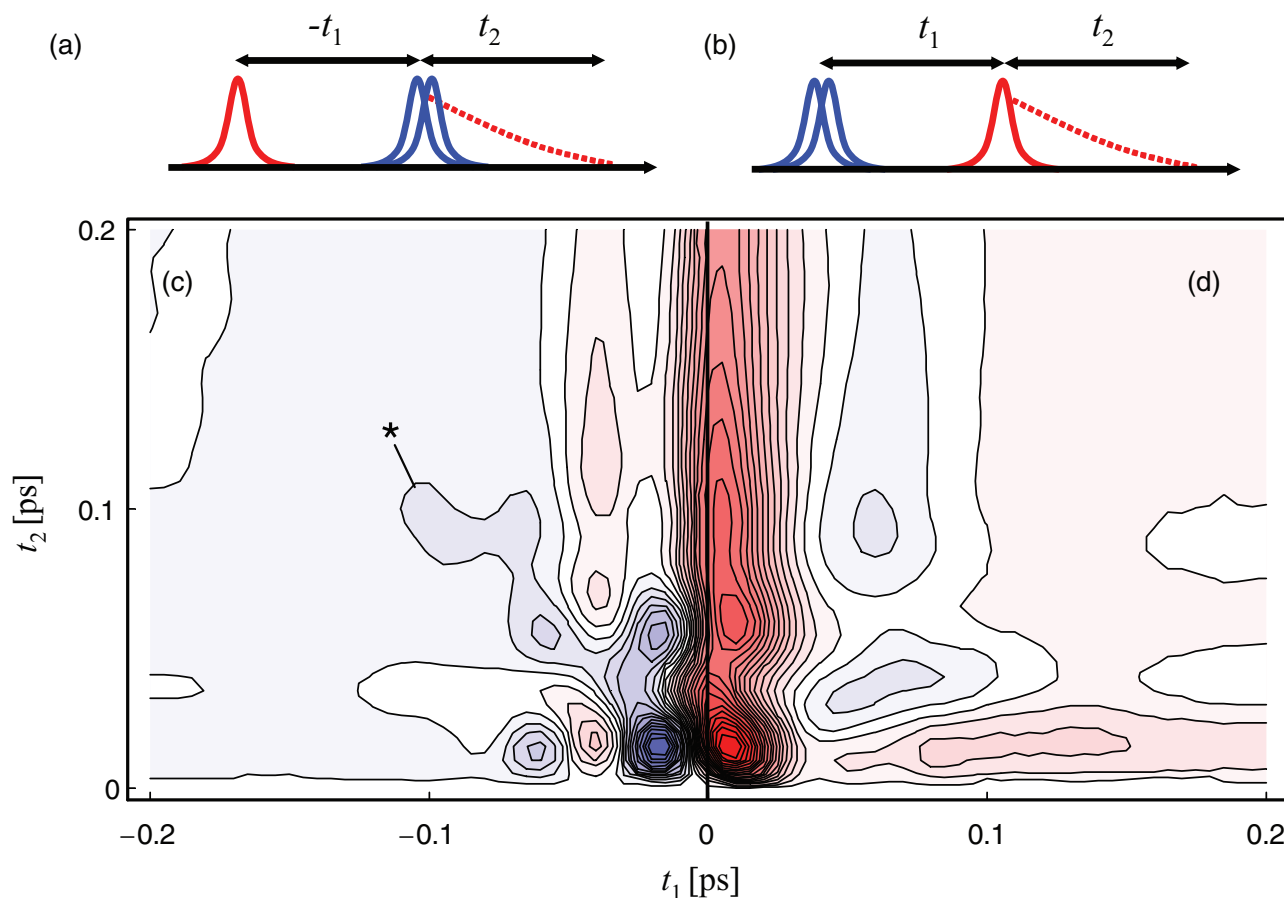 (a)
-t₁
t₂
(b)
t₁
t₂
0.2
(c)
(d)
*
0.1
t₂ [ps]
0
−0.2
−0.1
0
0.1
0.2
t₁ [ps]